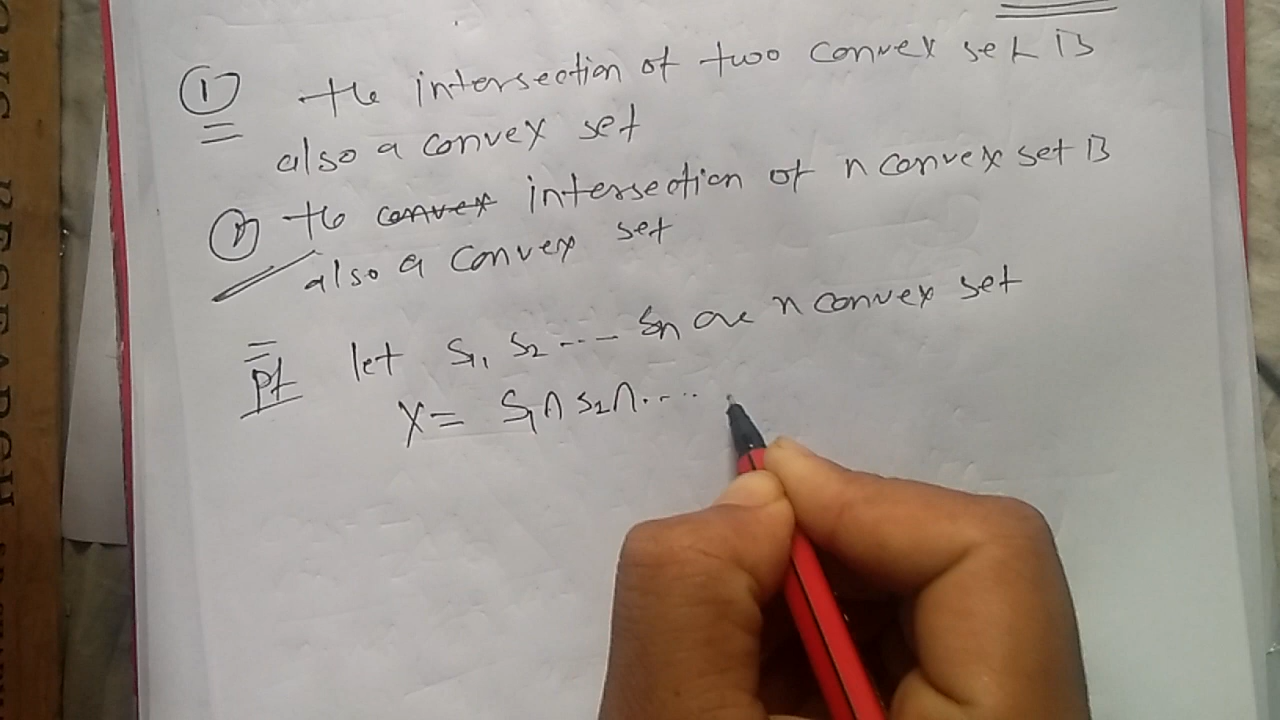 ① the intersection of two convex set is
also a convex set
② the convex intersection of n convex set is
also a convex set
Pf let S1, S2 .... Sn are n convex set
X = S1 ∩ S2 ∩ ....